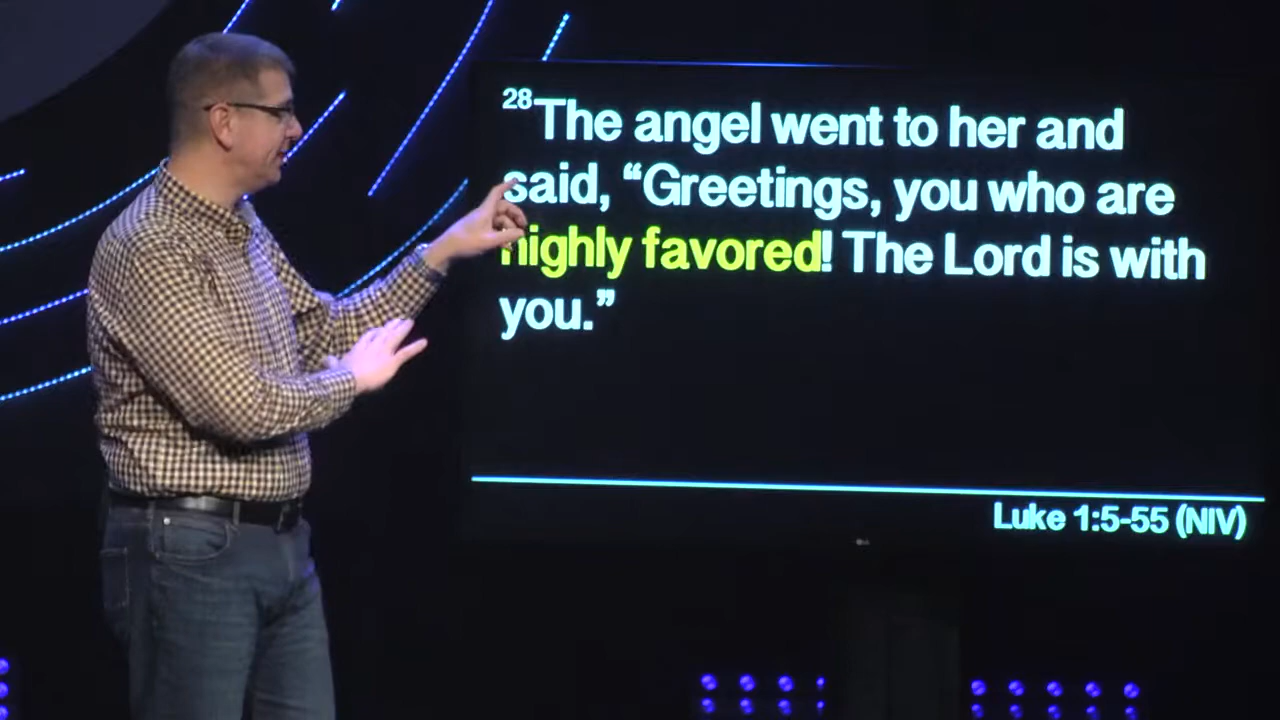 28The angel went to her and
said, “Greetings, you who are
highly favored! The Lord is with
you.”
Luke 1:5-55 (NIV)